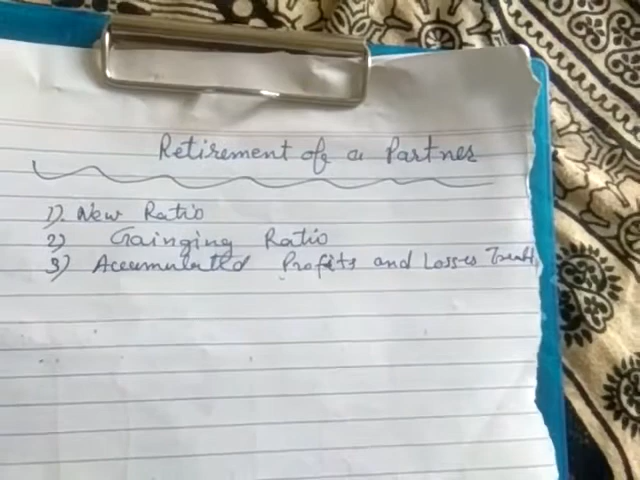 Retirement of a Partner
1). New Ratio
2) Gainging Ratio
3) Accumulated Profits and Losses